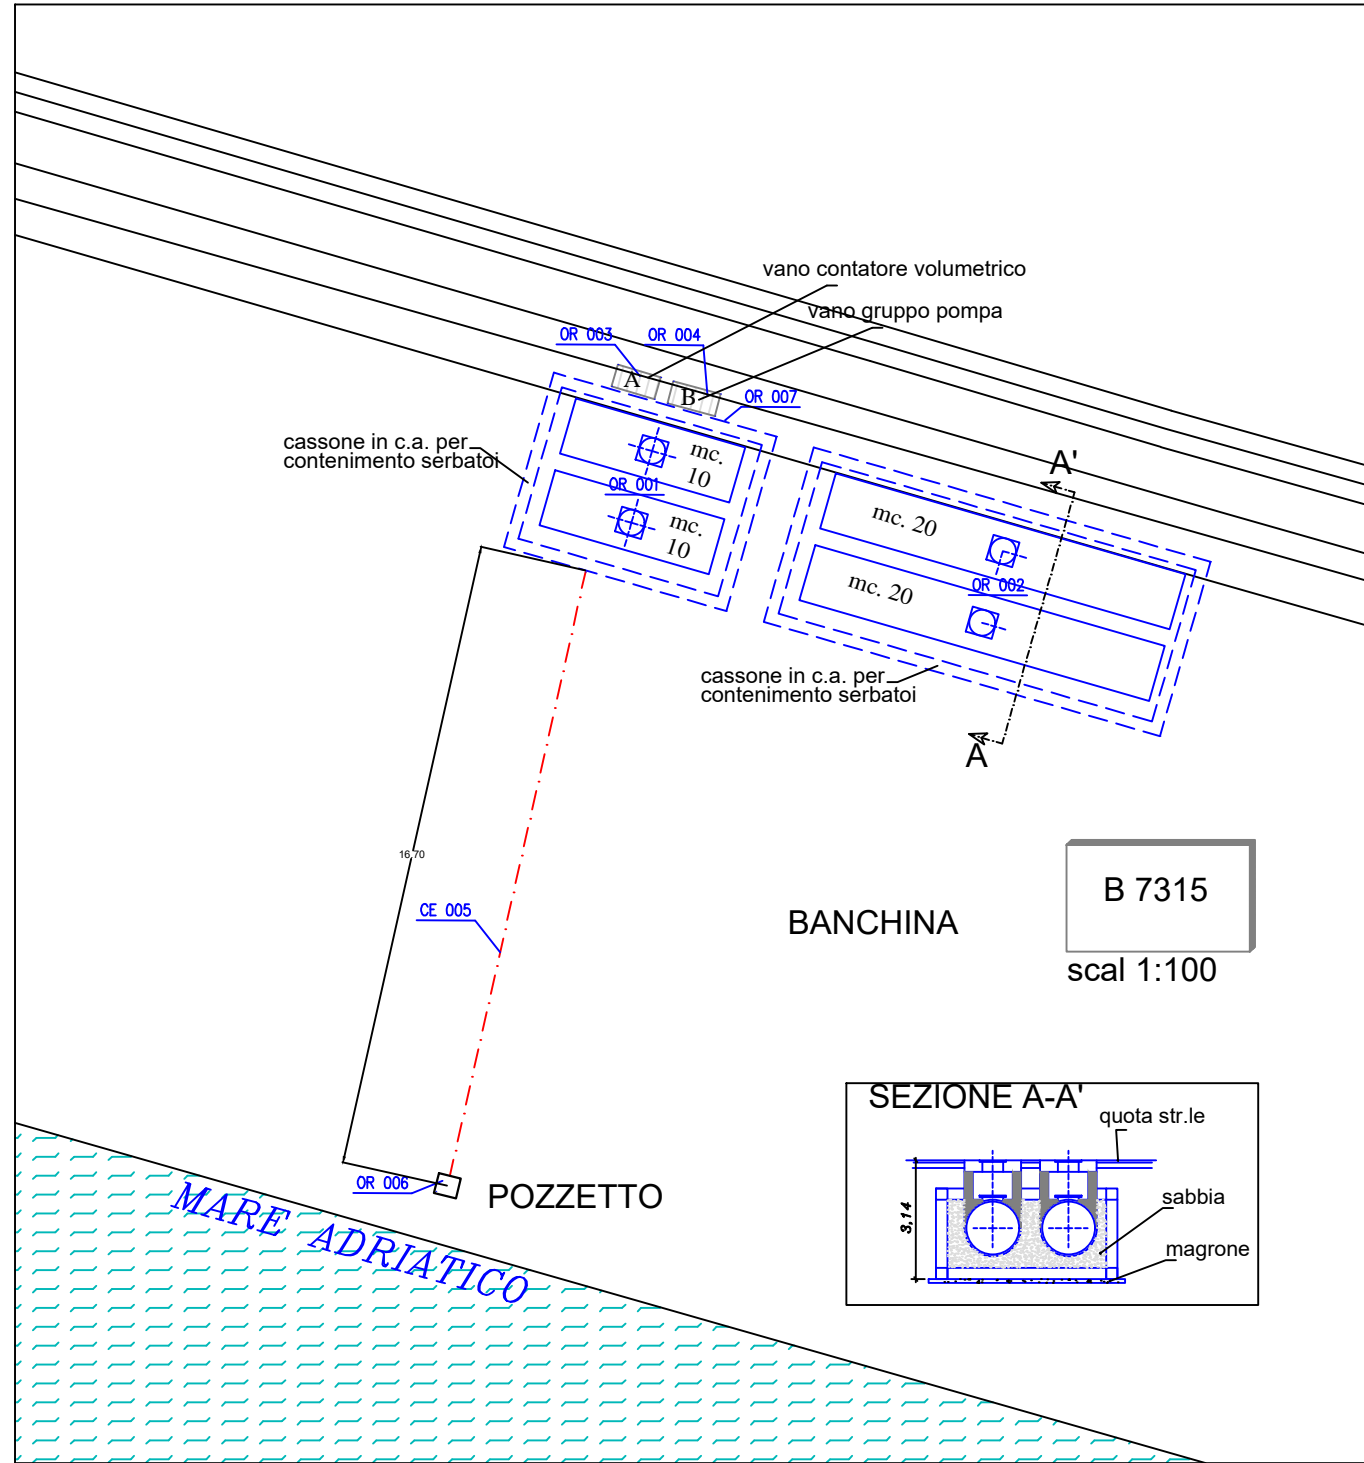 vano contatore volumetrico
vano gruppo pompa
OR 003
OR 004
A
B
OR 007
cassone in c.a. per
contenimento serbatoi
mc.
10
OR 001
mc.
10
A'
mc. 20
OR 002
mc. 20
cassone in c.a. per
contenimento serbatoi
A
16,70
CE 005
BANCHINA
B 7315
scal 1:100
SEZIONE A-A'
quota str.le
sabbia
magrone
3,14
OR 006
POZZETTO
MARE ADRIATICO